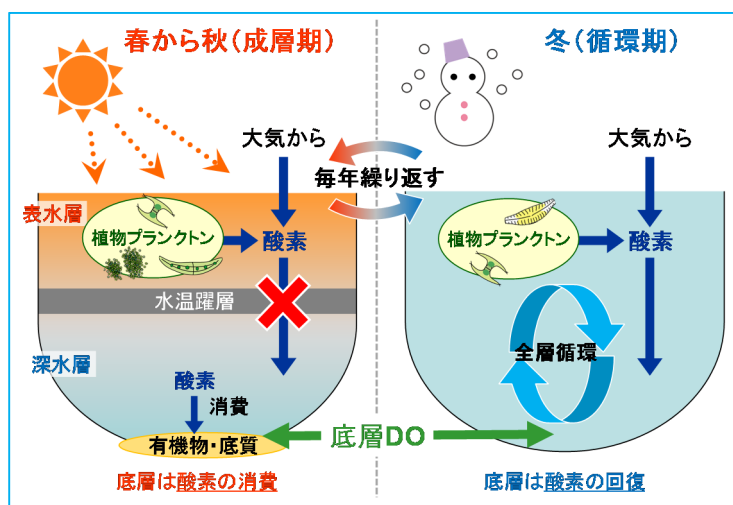 春から秋(成層期)
冬(循環期)
大気から
大気から
毎年繰り返す
表水層
植物プランクトン
酸素
植物プランクトン
酸素
水温躍層
深水層
全層循環
酸素
消費
有機物・底質
底層DO
底層は酸素の消費
底層は酸素の回復